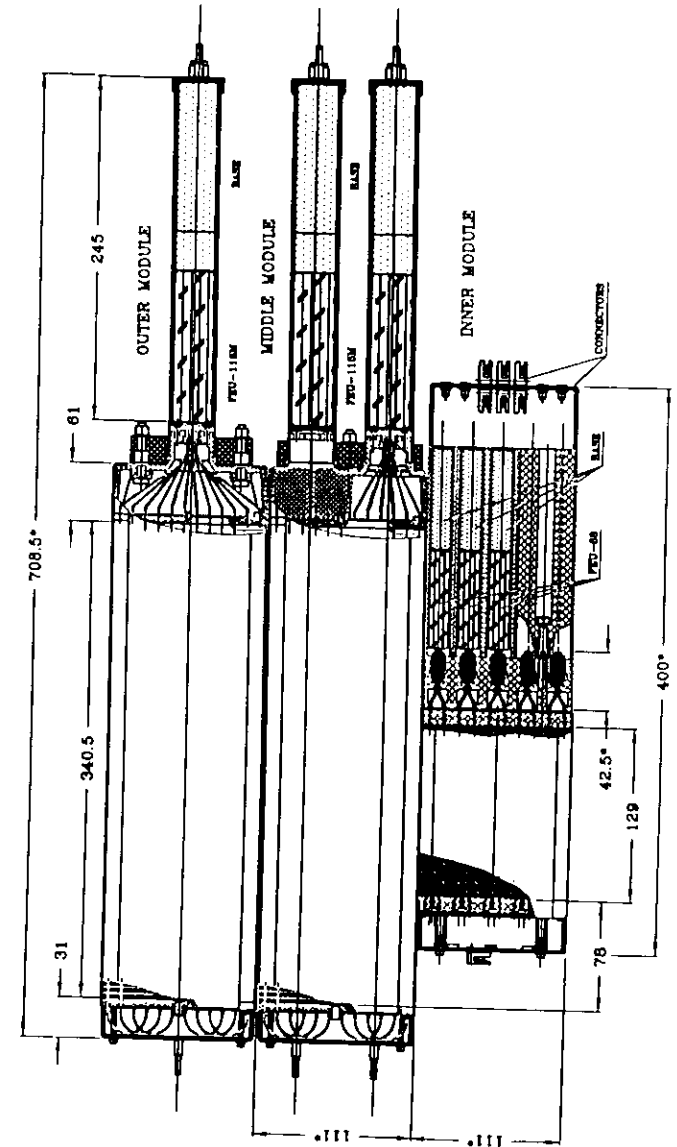 708.5*
245
61
340.5
31
OUTER MODULE
FEU-115M
BASE
MIDDLE MODULE
FEU-115M
BASE
INNER MODULE
CONNECTORS
BASE
FEU-68
400*
42.5*
129
78
111*
111*